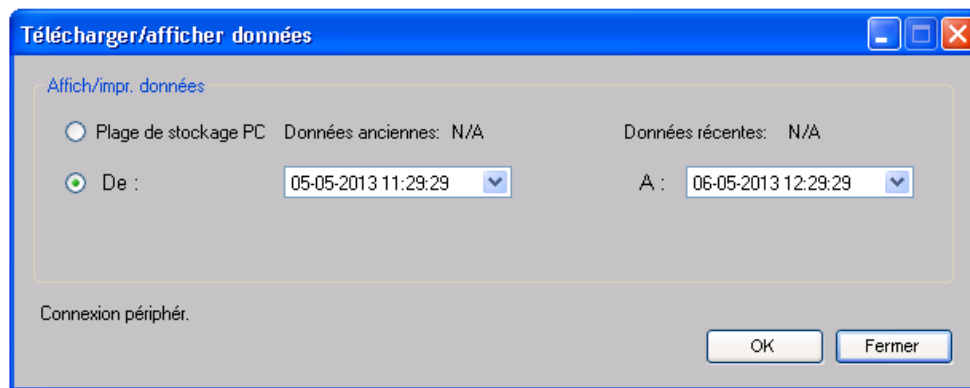 Télécharger/afficher données
Affich/impr. données
Plage de stockage PC Données anciennes: N/A Données récentes: N/A
De : 05-05-2013 11:29:29 A : 06-05-2013 12:29:29
Connexion périphér.
OK Fermer